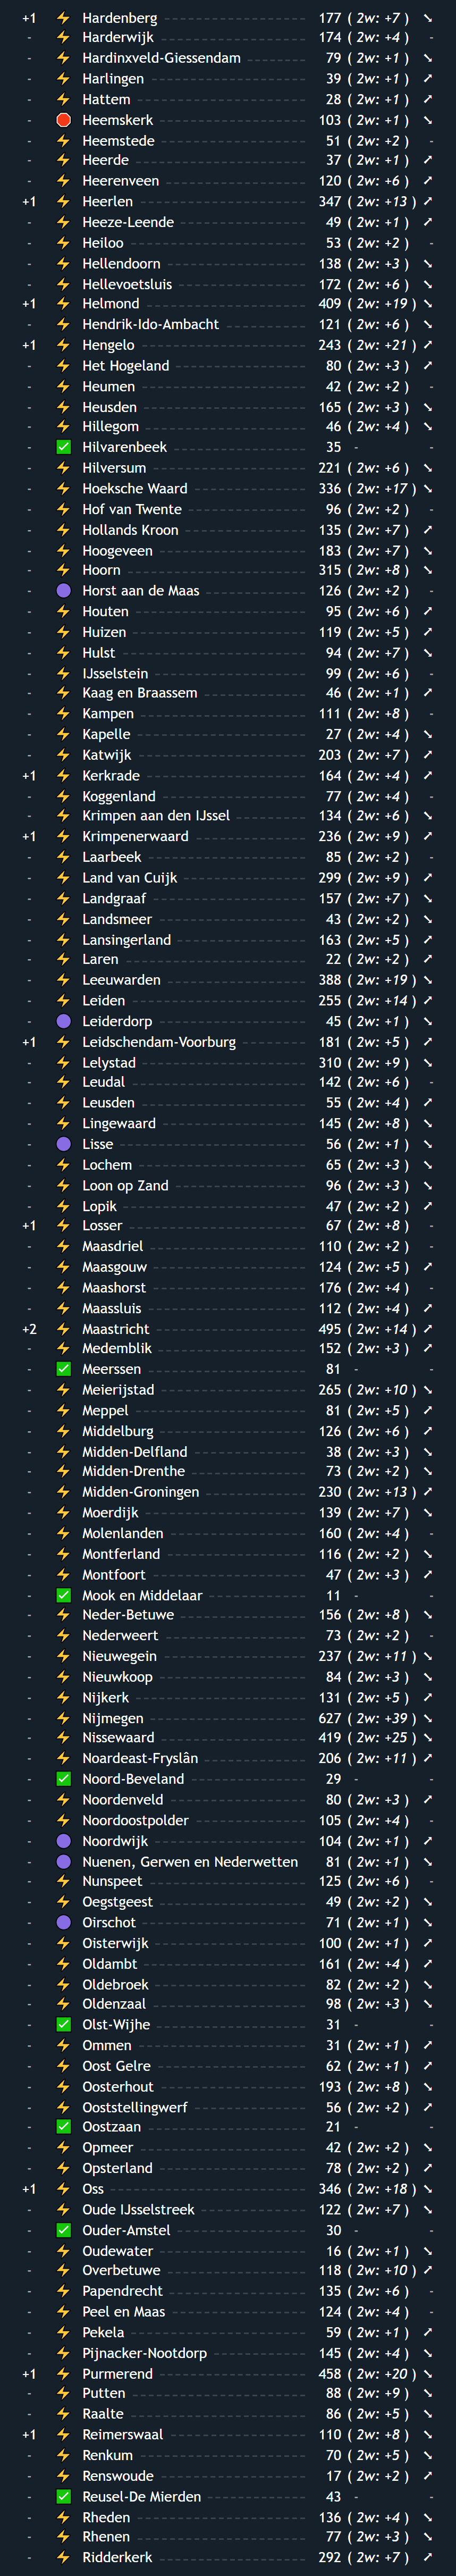 +1 Hardenberg 177 ( 2w: +7 ) ↘
- Harderwijk 174 ( 2w: +4 ) -
- Hardinxveld-Giessendam 79 ( 2w: +1 ) ↘
- Harlingen 39 ( 2w: +1 ) ↗
- Hattem 28 ( 2w: +1 ) ↗
- Heemskerk 103 ( 2w: +1 ) ↘
- Heemstede 51 ( 2w: +2 ) -
- Heerde 37 ( 2w: +1 ) ↗
- Heerenveen 120 ( 2w: +6 ) ↗
+1 Heerlen 347 ( 2w: +13 ) ↗
- Heeze-Leende 49 ( 2w: +1 ) ↗
- Heiloo 53 ( 2w: +2 ) -
- Hellendoorn 138 ( 2w: +3 ) ↘
- Hellevoetsluis 172 ( 2w: +6 ) ↘
+1 Helmond 409 ( 2w: +19 ) ↘
- Hendrik-Ido-Ambacht 121 ( 2w: +6 ) ↘
+1 Hengelo 243 ( 2w: +21 ) ↗
- Het Hogeland 80 ( 2w: +3 ) ↗
- Heumen 42 ( 2w: +2 ) -
- Heusden 165 ( 2w: +3 ) ↘
- Hillegom 46 ( 2w: +4 ) ↘
- Hilvarenbeek 35 - -
- Hilversum 221 ( 2w: +6 ) ↘
- Hoeksche Waard 336 ( 2w: +17 ) ↘
- Hof van Twente 96 ( 2w: +2 ) -
- Hollands Kroon 135 ( 2w: +7 ) ↗
- Hoogeveen 183 ( 2w: +7 ) ↘
- Hoorn 315 ( 2w: +8 ) ↘
- Horst aan de Maas 126 ( 2w: +2 ) -
- Houten 95 ( 2w: +6 ) ↗
- Huizen 119 ( 2w: +5 ) ↗
- Hulst 94 ( 2w: +7 ) ↘
- IJsselstein 99 ( 2w: +6 ) -
- Kaag en Braassem 46 ( 2w: +1 ) ↗
- Kampen 111 ( 2w: +8 ) -
- Kapelle 27 ( 2w: +4 ) ↘
- Katwijk 203 ( 2w: +7 ) ↗
+1 Kerkrade 164 ( 2w: +4 ) ↗
- Koggenland 77 ( 2w: +4 ) -
- Krimpen aan den IJssel 134 ( 2w: +6 ) ↘
+1 Krimpenerwaard 236 ( 2w: +9 ) ↗
- Laarbeek 85 ( 2w: +2 ) -
- Land van Cuijk 299 ( 2w: +9 ) ↗
- Landgraaf 157 ( 2w: +7 ) ↘
- Landsmeer 43 ( 2w: +2 ) ↘
- Lansingerland 163 ( 2w: +5 ) ↗
- Laren 22 ( 2w: +2 ) ↗
- Leeuwarden 388 ( 2w: +19 ) ↘
- Leiden 255 ( 2w: +14 ) ↗
- Leiderdorp 45 ( 2w: +1 ) ↘
+1 Leidschendam-Voorburg 181 ( 2w: +5 ) ↗
- Lelystad 310 ( 2w: +9 ) ↘
- Leudal 142 ( 2w: +6 ) -
- Leusden 55 ( 2w: +4 ) ↗
- Lingewaard 145 ( 2w: +8 ) ↘
- Lisse 56 ( 2w: +1 ) ↘
- Lochem 65 ( 2w: +3 ) ↘
- Loon op Zand 96 ( 2w: +3 ) ↘
- Lopik 47 ( 2w: +2 ) ↗
+1 Losser 67 ( 2w: +8 ) -
- Maasdriel 110 ( 2w: +2 ) -
- Maasgouw 124 ( 2w: +5 ) ↗
- Maashorst 176 ( 2w: +4 ) -
- Maassluis 112 ( 2w: +4 ) ↗
+2 Maastricht 495 ( 2w: +14 ) ↗
- Medemblik 152 ( 2w: +3 ) ↗
- Meerssen 81 - -
- Meierijstad 265 ( 2w: +10 ) ↘
- Meppel 81 ( 2w: +5 ) ↗
- Middelburg 126 ( 2w: +6 ) ↗
- Midden-Delfland 38 ( 2w: +3 ) ↘
- Midden-Drenthe 73 ( 2w: +2 ) ↘
- Midden-Groningen 230 ( 2w: +13 ) ↗
- Moerdijk 139 ( 2w: +7 ) ↘
- Molenlanden 160 ( 2w: +4 ) -
- Montferland 116 ( 2w: +2 ) ↘
- Montfoort 47 ( 2w: +3 ) ↗
- Mook en Middelaar 11 - -
- Neder-Betuwe 156 ( 2w: +8 ) ↘
- Nederweert 73 ( 2w: +2 ) -
- Nieuwegein 237 ( 2w: +11 ) ↘
- Nieuwkoop 84 ( 2w: +3 ) ↘
- Nijkerk 131 ( 2w: +5 ) ↗
- Nijmegen 627 ( 2w: +39 ) ↘
- Nissewaard 419 ( 2w: +25 ) ↘
- Noardeast-Fryslân 206 ( 2w: +11 ) ↗
- Noord-Beveland 29 - -
- Noordenveld 80 ( 2w: +3 ) ↗
- Noordoostpolder 105 ( 2w: +4 ) -
- Noordwijk 104 ( 2w: +1 ) ↗
- Nuenen, Gerwen en Nederwetten 81 ( 2w: +1 ) ↘
- Nunspeet 125 ( 2w: +6 ) -
- Oegstgeest 49 ( 2w: +2 ) ↘
- Oirschot 71 ( 2w: +1 ) ↘
- Oisterwijk 100 ( 2w: +1 ) ↗
- Oldambt 161 ( 2w: +4 ) ↗
- Oldebroek 82 ( 2w: +2 ) ↘
- Oldenzaal 98 ( 2w: +3 ) ↘
- Olst-Wijhe 31 - -
- Ommen 31 ( 2w: +1 ) ↗
- Oost Gelre 62 ( 2w: +1 ) ↗
- Oosterhout 193 ( 2w: +8 ) ↘
- Ooststellingwerf 56 ( 2w: +2 ) ↗
- Oostzaan 21 - -
- Opmeer 42 ( 2w: +2 ) ↘
- Opsterland 78 ( 2w: +2 ) ↗
+1 Oss 346 ( 2w: +18 ) ↘
- Oude IJsselstreek 122 ( 2w: +7 ) ↘
- Ouder-Amstel 30 - -
- Oudewater 16 ( 2w: +1 ) ↘
- Overbetuwe 118 ( 2w: +10 ) ↗
- Papendrecht 135 ( 2w: +6 ) -
- Peel en Maas 124 ( 2w: +4 ) -
- Pekela 59 ( 2w: +1 ) ↗
- Pijnacker-Nootdorp 145 ( 2w: +4 ) ↘
+1 Purmerend 458 ( 2w: +20 ) ↘
- Putten 88 ( 2w: +9 ) ↘
- Raalte 86 ( 2w: +5 ) ↘
+1 Reimerswaal 110 ( 2w: +8 ) ↘
- Renkum 70 ( 2w: +5 ) ↘
- Renswoude 17 ( 2w: +2 ) ↗
- Reusel-De Mierden 43 - -
- Rheden 136 ( 2w: +4 ) ↘
- Rhenen 77 ( 2w: +3 ) ↘
- Ridderkerk 292 ( 2w: +7 ) ↗